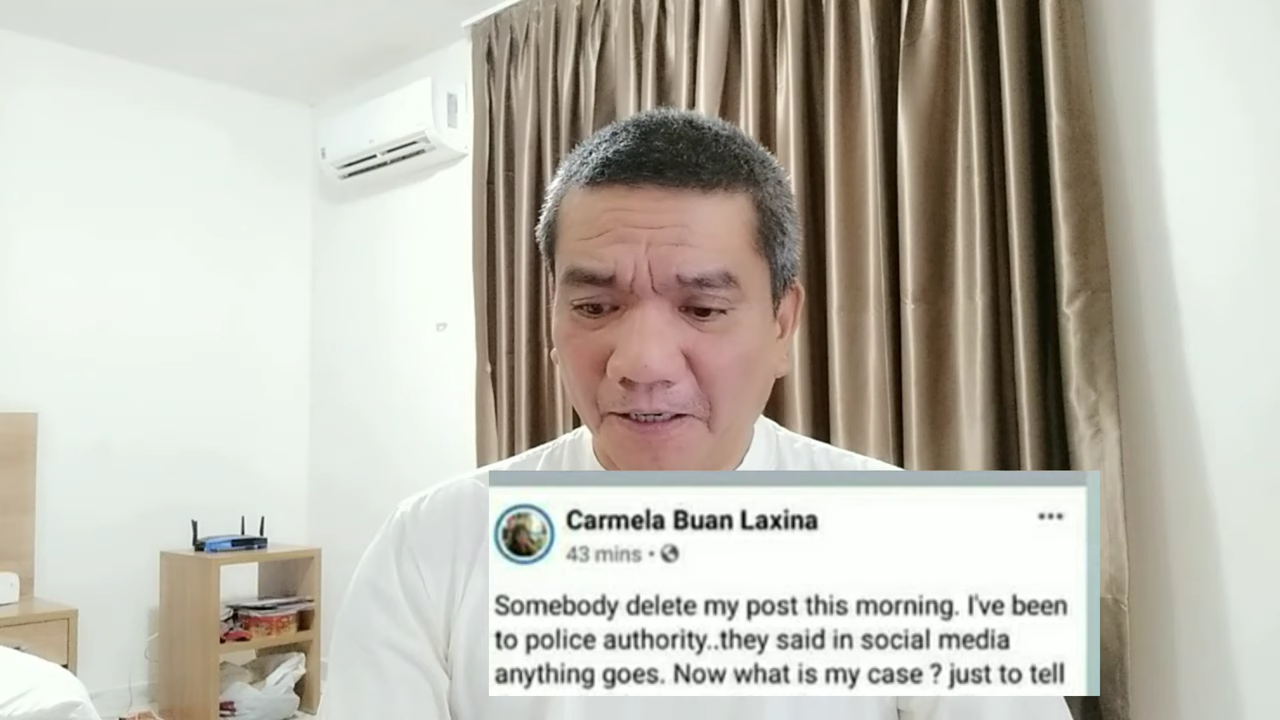 Carmela Buan Laxina
43 mins •
Somebody delete my post this morning. I've been
to police authority..they said in social media
anything goes. Now what is my case ? just to tell